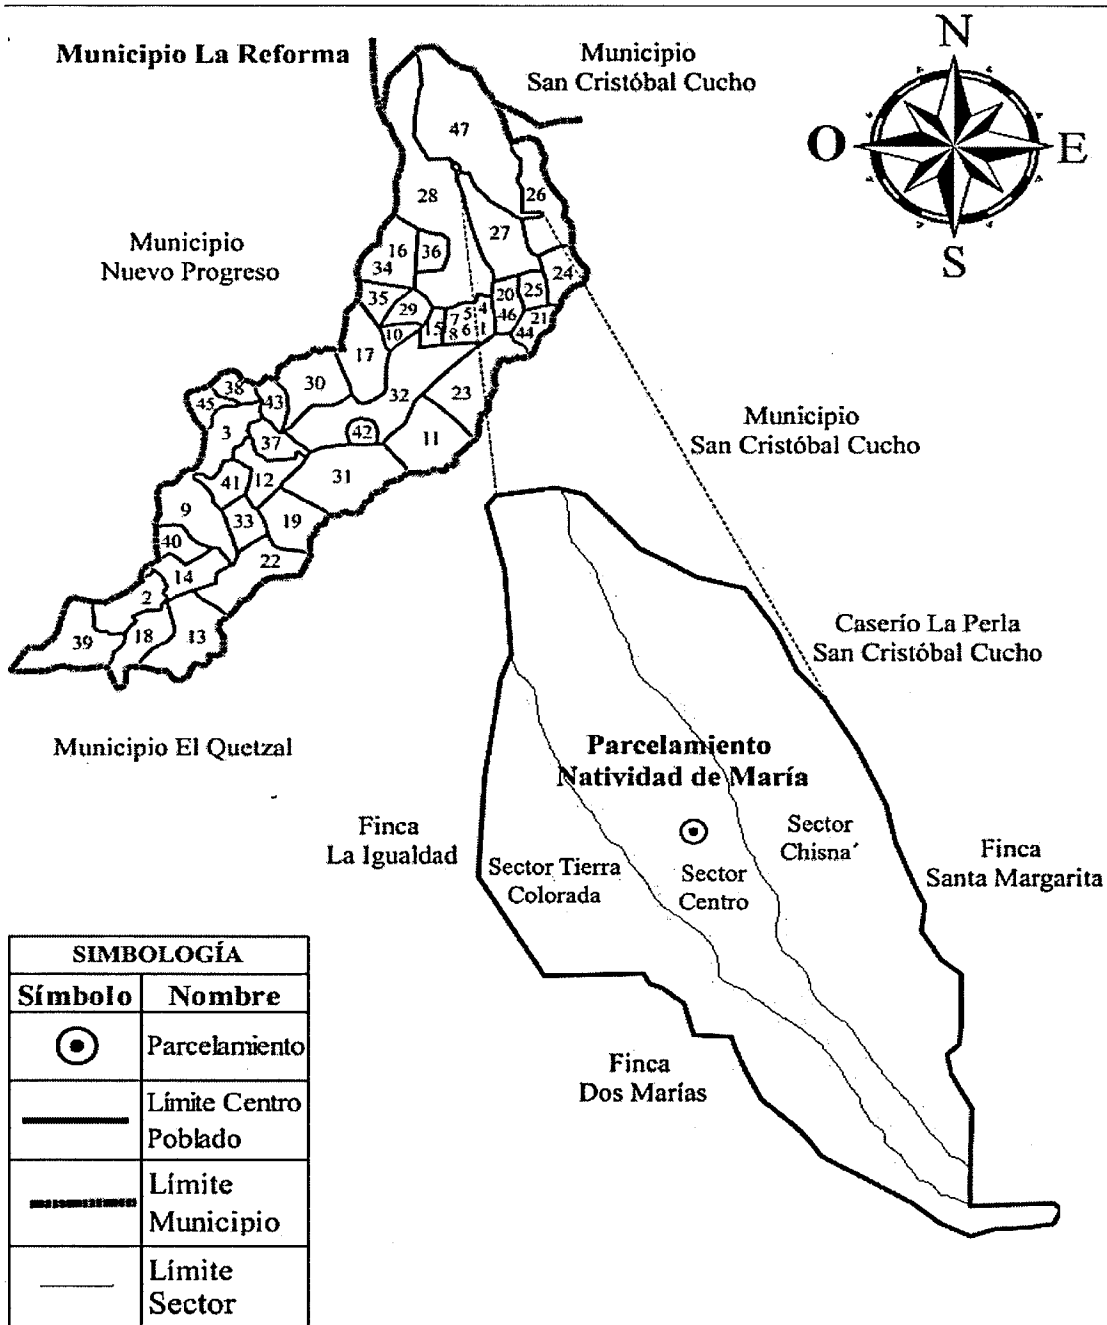 Municipio La Reforma
Municipio
San Cristóbal Cucho
N
O
E
S
47
28
26
27
Municipio
Nuevo Progreso
16
34
36
24
35
29
20
25
4
5
7
15
46
21
10
8
6
1
44
17
30
32
23
38
45
43
3
37
42
11
41
12
31
9
33
19
40
22
14
2
39
18
13
Municipio
San Cristóbal Cucho
Caserío La Perla
San Cristóbal Cucho
Municipio El Quetzal
Parcelamiento
Natividad de María
Finca
La Igualdad
Sector
Chisna´
Sector Tierra
Colorada
Sector
Centro
Finca
Santa Margarita
Finca
Dos Marías
SIMBOLOGÍA
Símbolo Nombre
Parcelamiento
Límite Centro
Poblado
Límite
Municipio
Límite
Sector